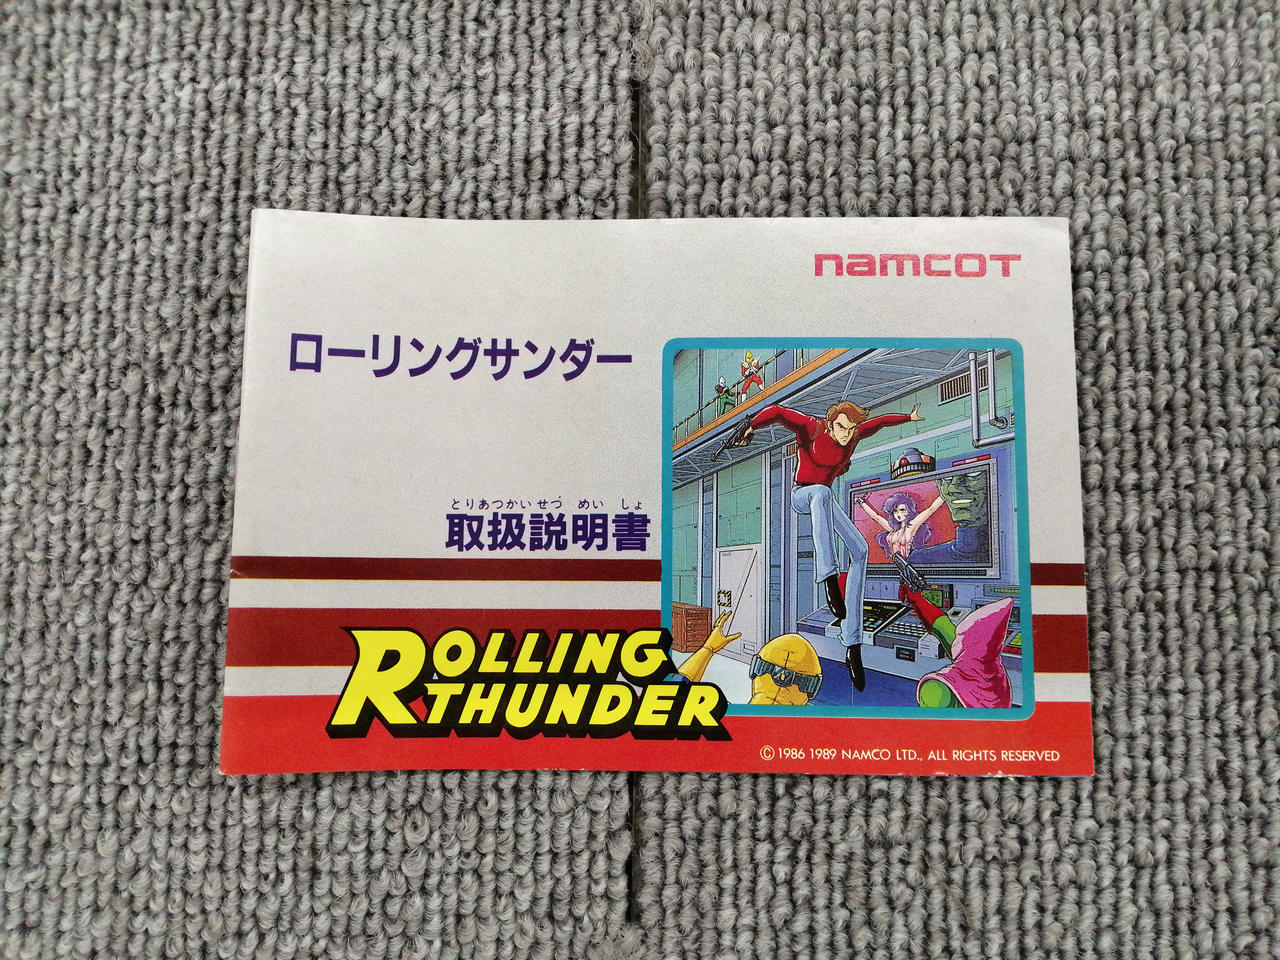 namcot
ローリングサンダー
とりあつかいせつ めい しょ
取扱説明書
ROLLING
THUNDER
© 1986 1989 NAMCO LTD., ALL RIGHTS RESERVED